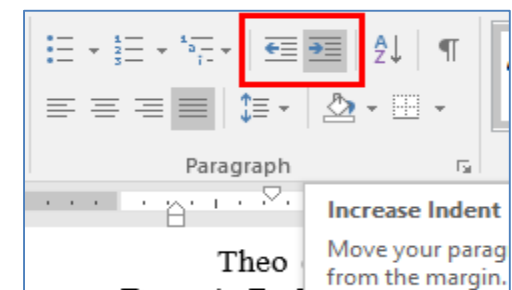 Paragraph
Increase Indent
Move your parag
from the margin.
Theo